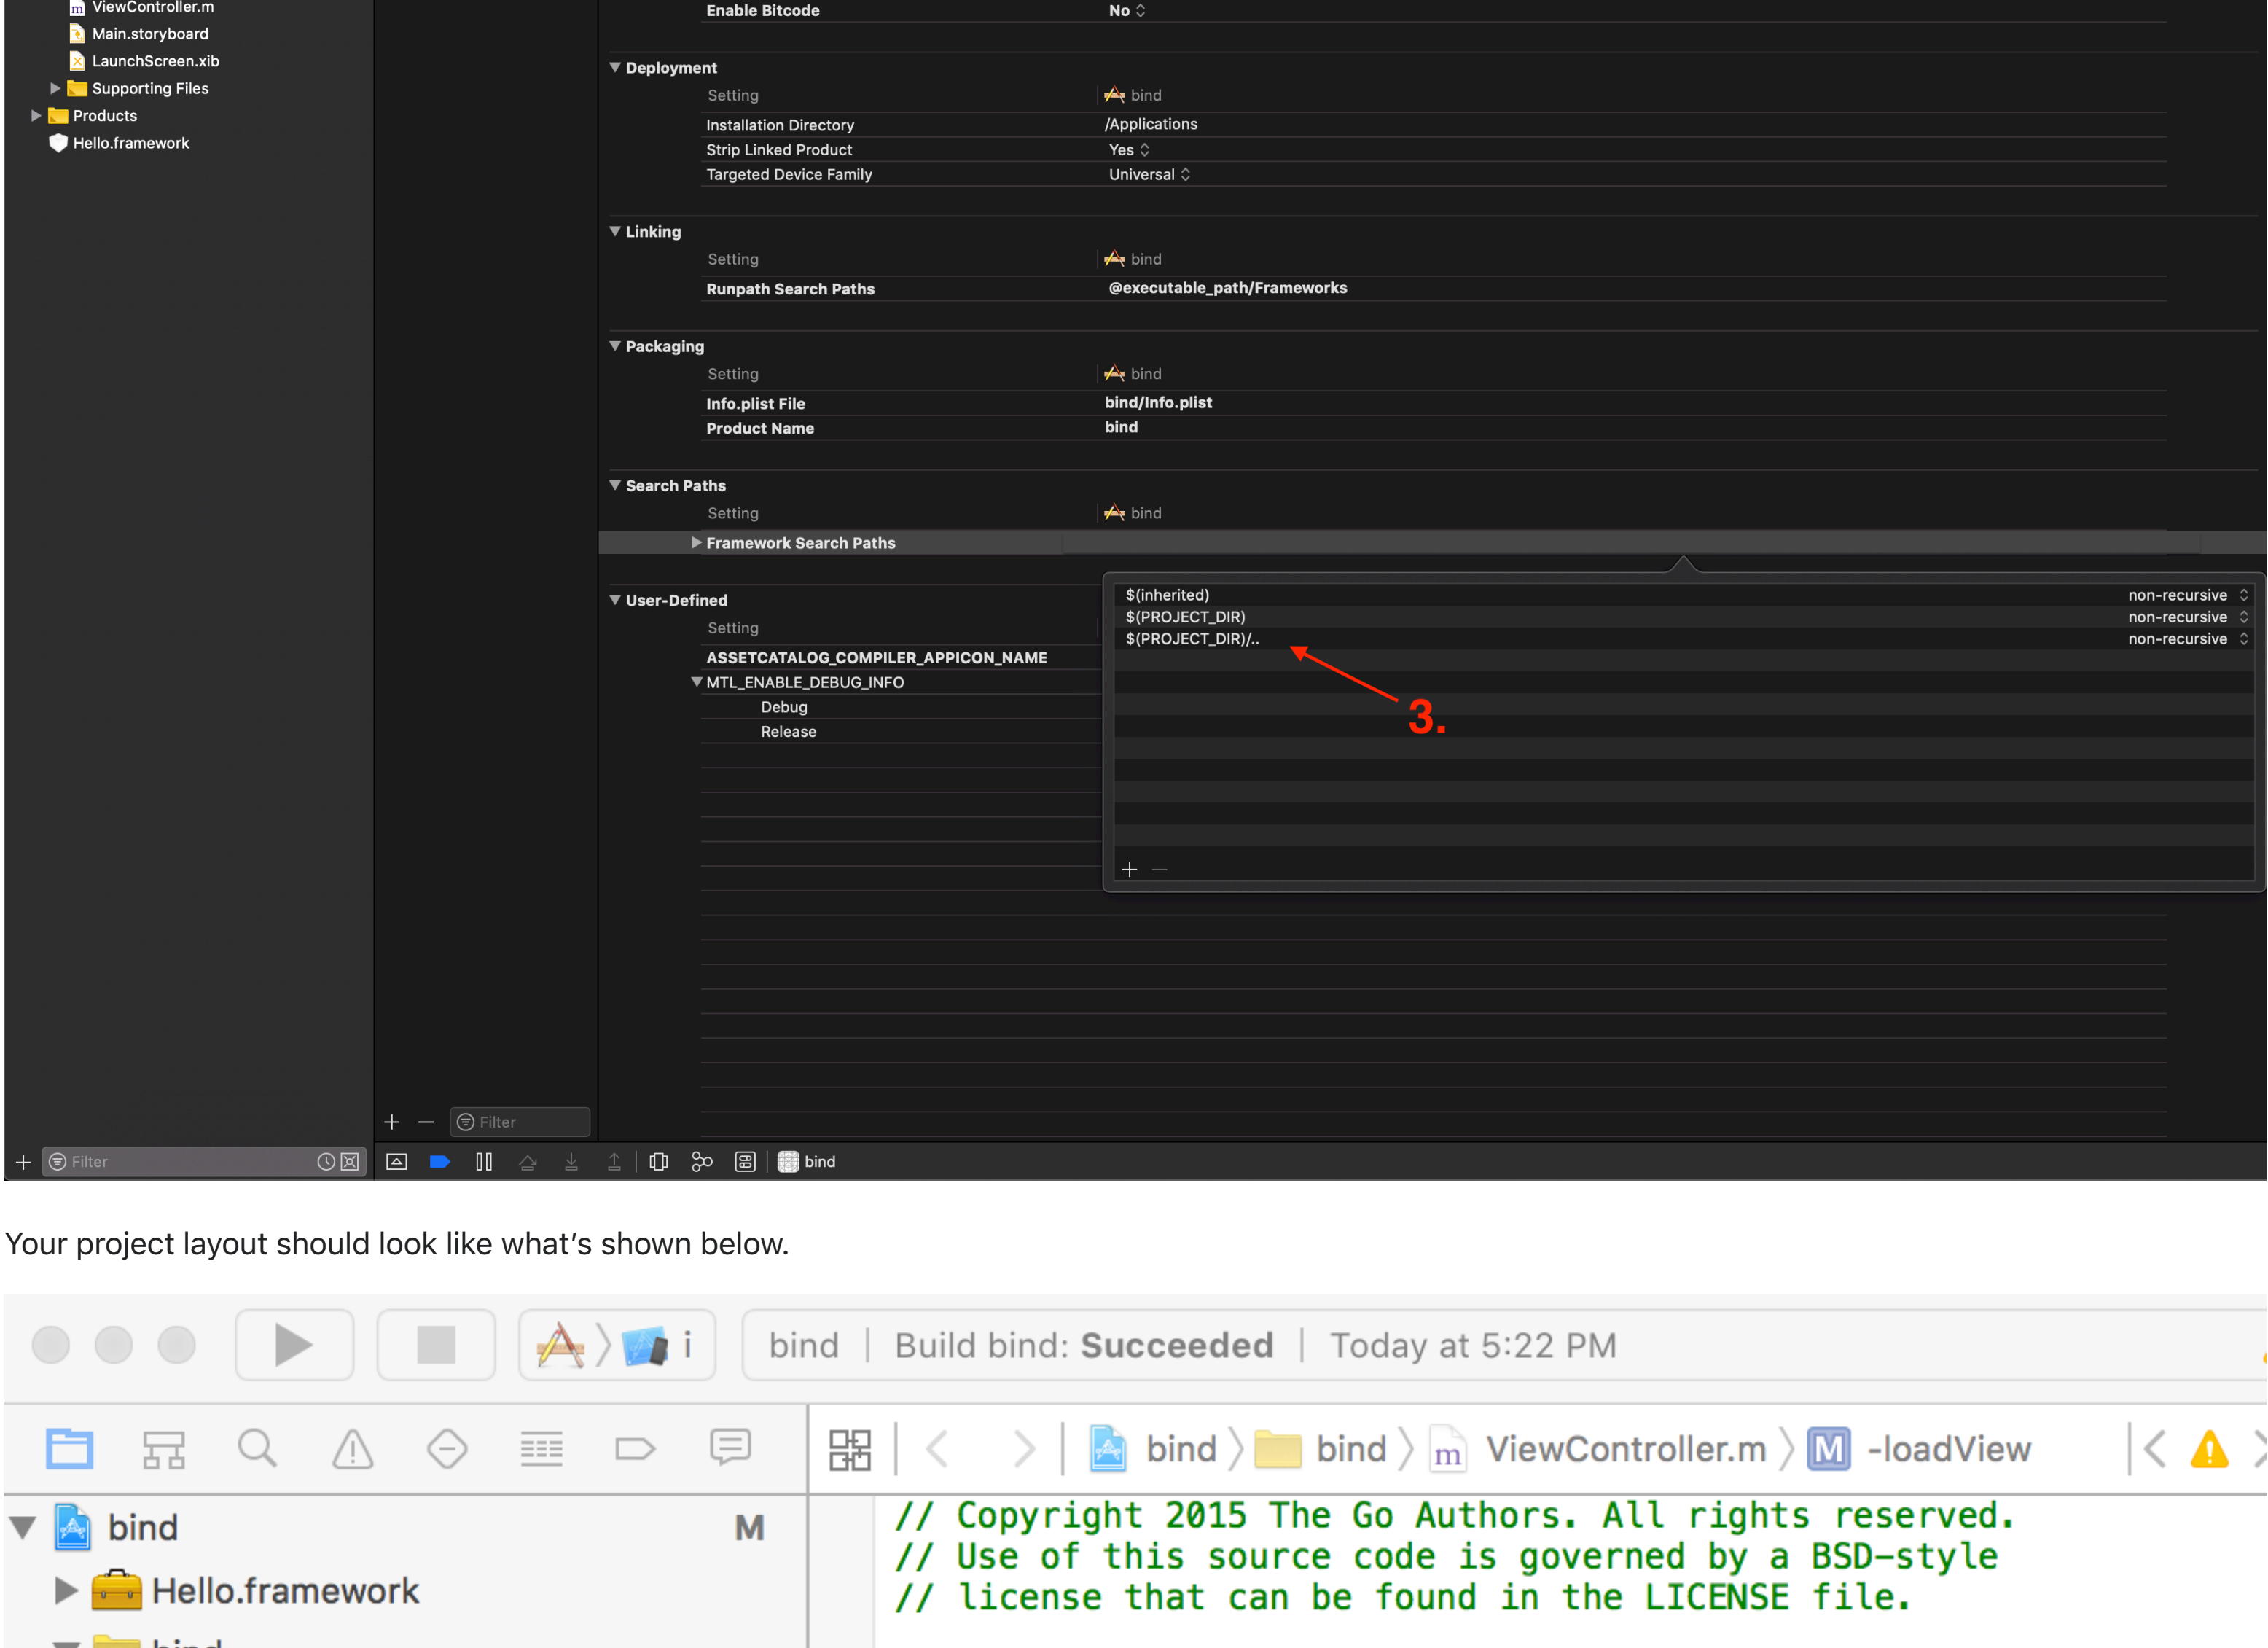 ViewController.m
Enable Bitcode No
Main.storyboard
LaunchScreen.xib
Supporting Files
Products
Hello.framework
Deployment
Setting bind
Installation Directory /Applications
Strip Linked Product Yes
Targeted Device Family Universal
Linking
Setting bind
Runpath Search Paths @executable_path/Frameworks
Packaging
Setting bind
Info.plist File bind/Info.plist
Product Name bind
Search Paths
Setting bind
Framework Search Paths
$(inherited) non-recursive
$(PROJECT_DIR) non-recursive
$(PROJECT_DIR)/.. non-recursive
3.
User-Defined
Setting
ASSETCATALOG_COMPILER_APPICON_NAME
MTL_ENABLE_DEBUG_INFO
Debug
Release
Filter
Filter
bind
Your project layout should look like what’s shown below.
i
bind | Build bind: Succeeded | Today at 5:22 PM
bind bind m ViewController.m M -loadView
bind M
Hello.framework
bind
// Copyright 2015 The Go Authors. All rights reserved.
// Use of this source code is governed by a BSD-style
// license that can be found in the LICENSE file.